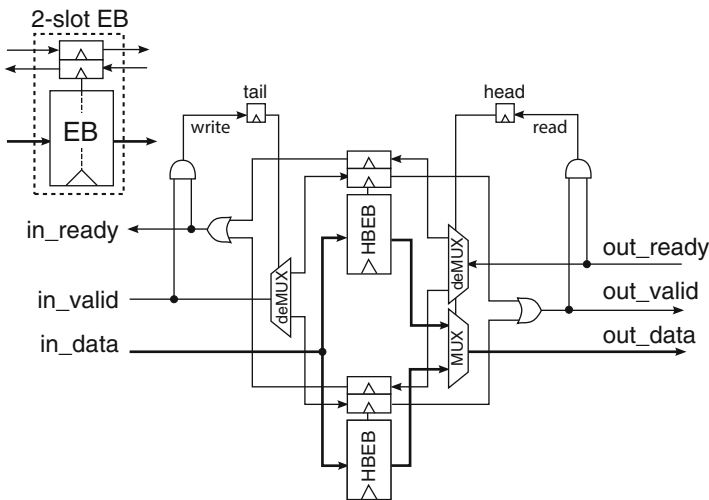 2-slot EB
EB
tail
head
write
read
in_ready
HBEB
out_ready
deMUX
deMUX
in_valid
out_valid
in_data
MUX
out_data
HBEB